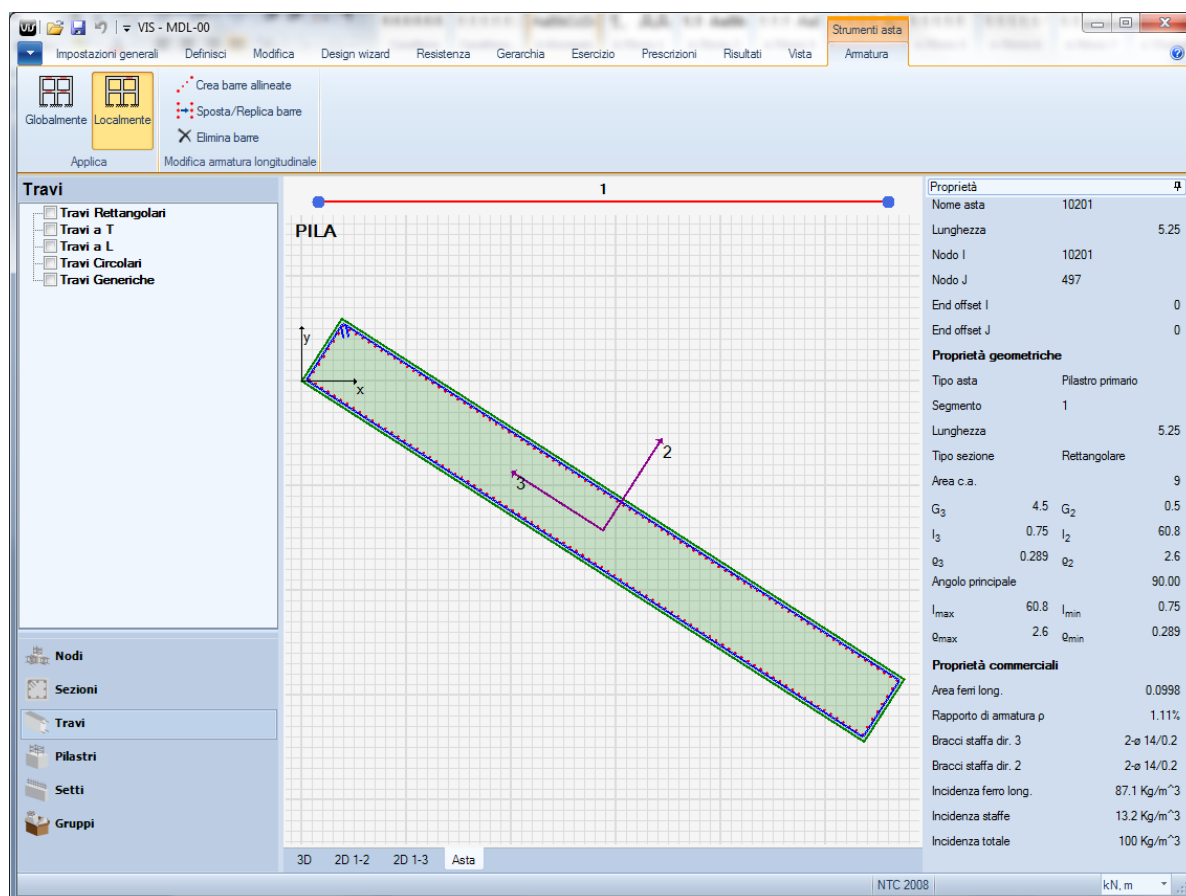 VIS - MDL-00
Strumenti asta
Impostazioni generali Definisci Modifica Design wizard Resistenza Gerarchia Esercizio Prescrizioni Risultati Vista Armatura
Globalmente
Localmente
Applica
Crea barre allineate
Sposta/Replica barre
Elimina barre
Modifica armatura longitudinale
Travi
Travi Rettangolari
Travi a T
Travi a L
Travi Circolari
Travi Generiche
Nodi
Sezioni
Travi
Pilastri
Setti
Gruppi
1
PILA
y
x
2
3
3D 2D 1-2 2D 1-3 Asta
Proprietà
Nome asta 10201
Lunghezza 5.25
Nodo I 10201
Nodo J 497
End offset I 0
End offset J 0
Proprietà geometriche
Tipo asta Pilastro primario
Segmento 1
Lunghezza 5.25
Tipo sezione Rettangolare
Area c.a. 9
G3 4.5 G2 0.5
I3 0.75 I2 60.8
ϱ3 0.289 ϱ2 2.6
Angolo principale 90.00
Imax 60.8 Imin 0.75
ϱmax 2.6 ϱmin 0.289
Proprietà commerciali
Area ferri long. 0.0998
Rapporto di armatura ρ 1.11%
Bracci staffa dir. 3 2-ø 14/0.2
Bracci staffa dir. 2 2-ø 14/0.2
Incidenza ferro long. 87.1 Kg/m^3
Incidenza staffe 13.2 Kg/m^3
Incidenza totale 100 Kg/m^3
NTC 2008 kN, m